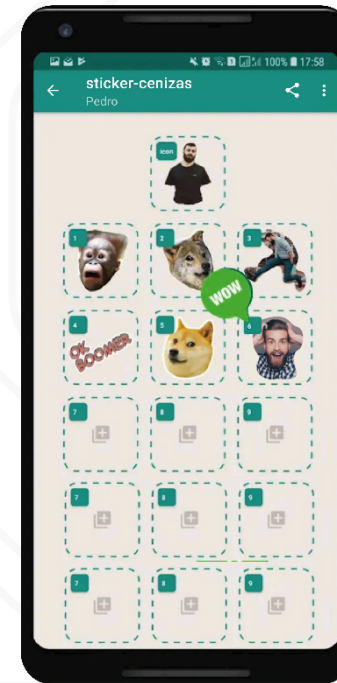 100% 17:58
sticker-cenizas
Pedro
icon
1 2 3
WOW
4 5 6
OK
BOOMER
7 8 9
7 8 9
7 8 9